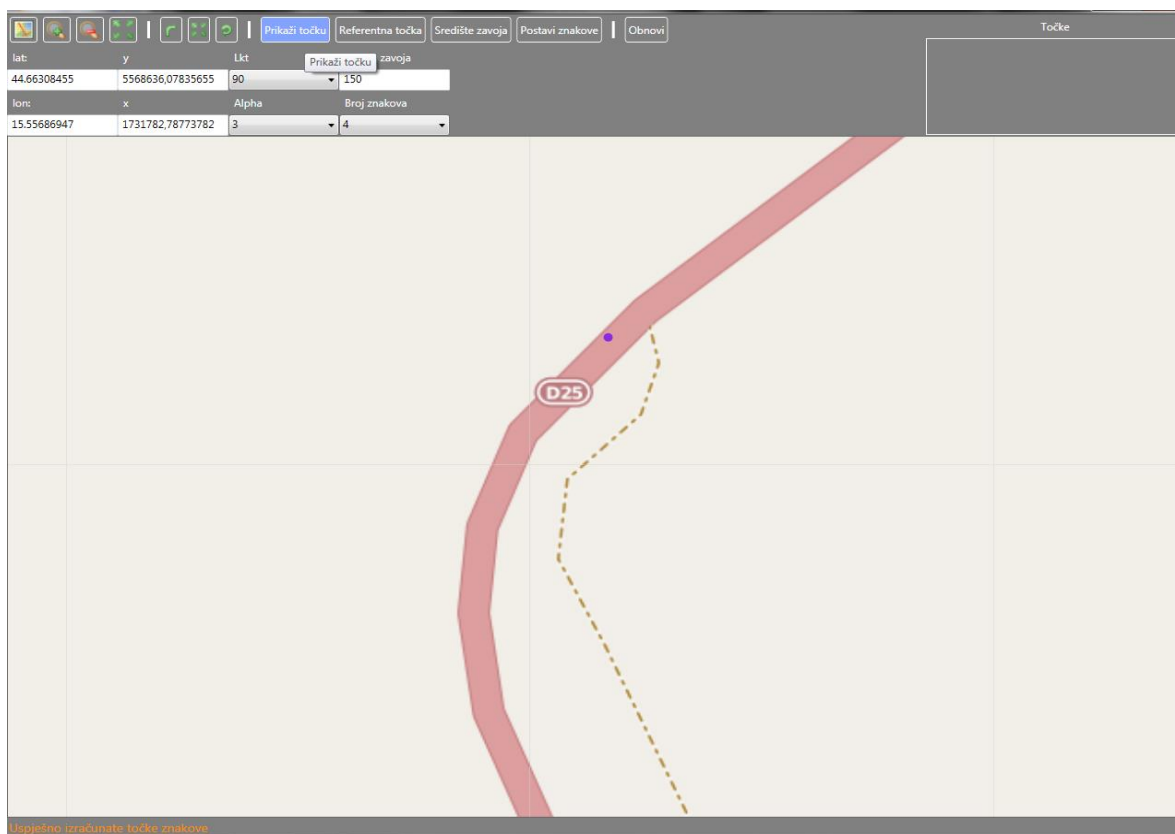 Prikaži točku Referentna točka Središte zavoja Postavi znakove Obnovi Točke
lat: y Lkt Prikaži točku zavoja
44.66308455 5568636,07835655 90 150
lon: x Alpha Broj znakova
15.55686947 1731782,78773782 3 4
D25
Uspješno izračunate točke znakove